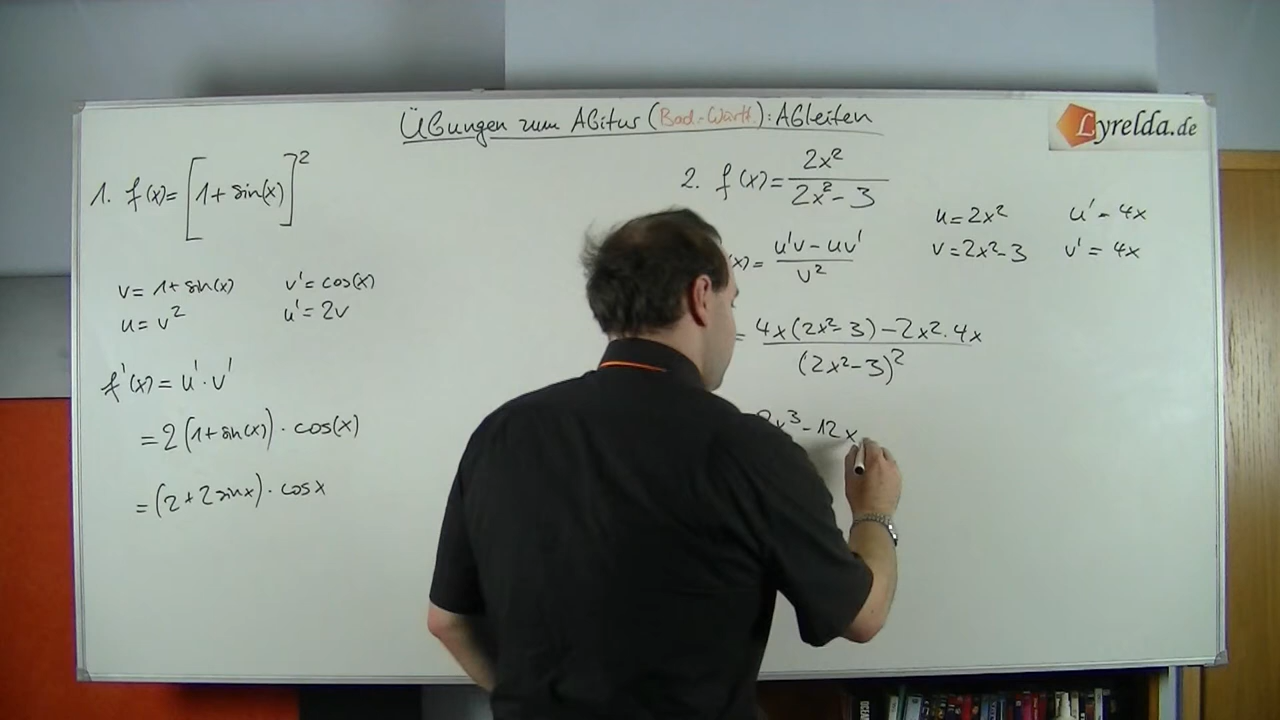 Übungen zum Abitur (Bad.-Württ.): Ableiten
Lyrelda.de
1. f(x)= [1+ sin(x)]²
v= 1+sin(x) v'= cos(x)
u= v² u'= 2v
f'(x)= u'· v'
= 2(1+sin(x)) · cos(x)
= (2+2 sinx) · cosx
2. f(x)= 2x² / 2x²-3
u=2x² u'= 4x
v=2x²-3 v'= 4x
(x)= u'v-uv' / v²
= 4x(2x²-3)-2x²·4x / (2x²-3)²
x³-12x